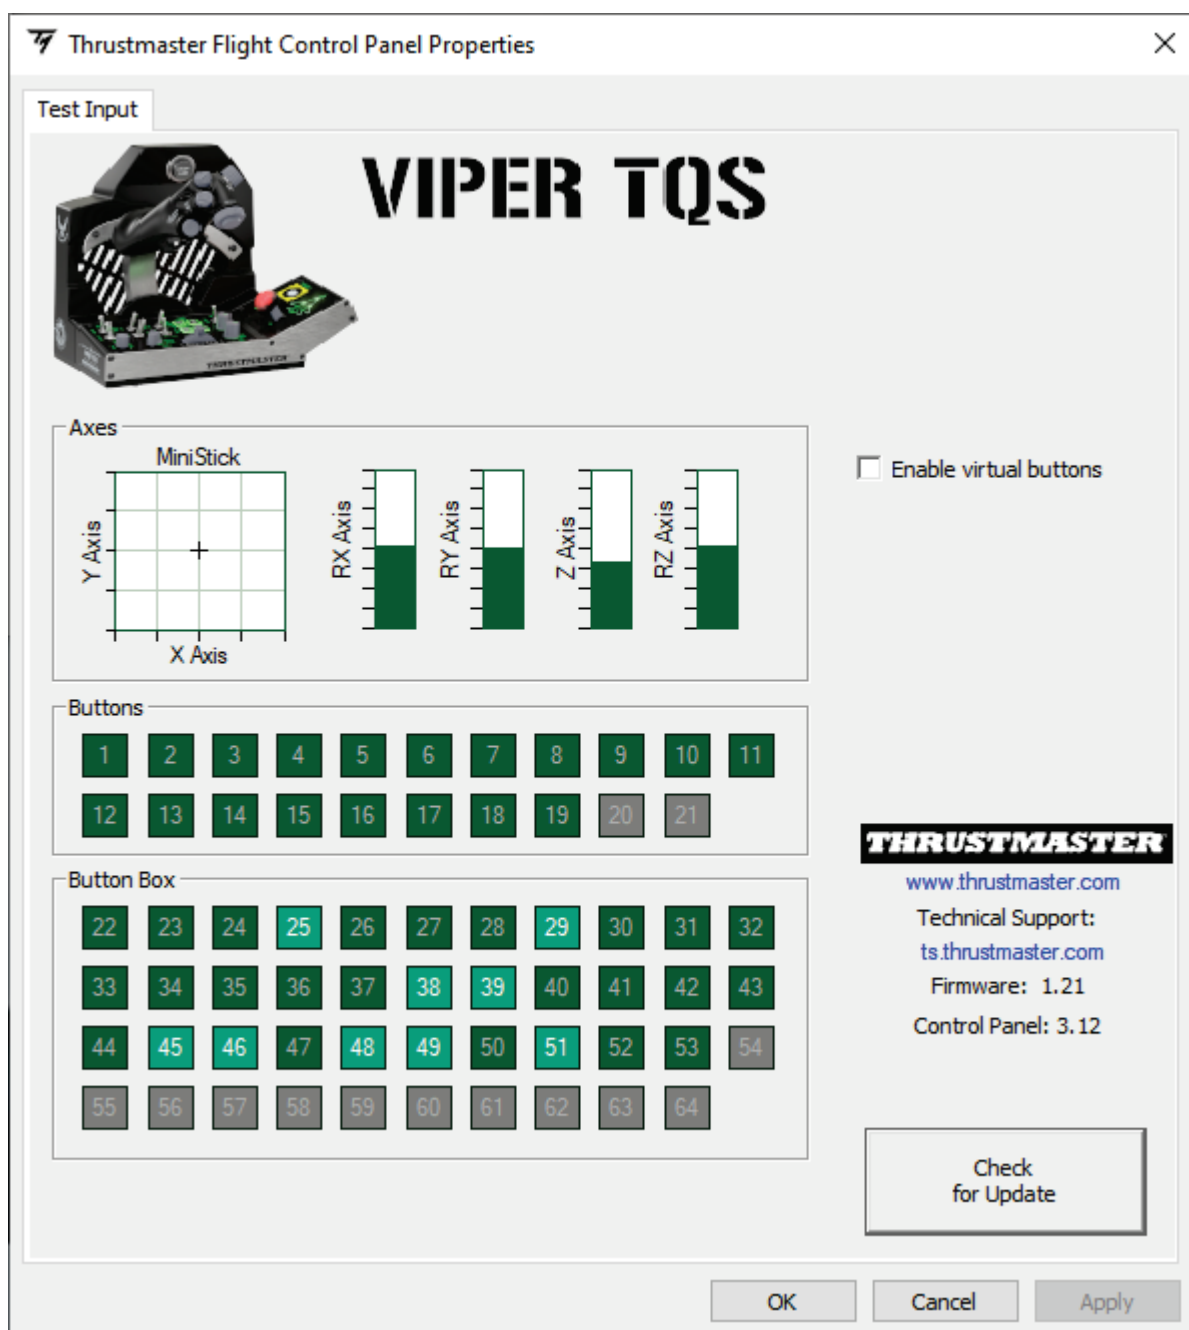 Thrustmaster Flight Control Panel Properties
Test Input
VIPER TQS
THRUSTMASTER
Axes
MiniStick
Y Axis
X Axis
RX Axis
RY Axis
Z Axis
RZ Axis
Enable virtual buttons
Buttons
1 2 3 4 5 6 7 8 9 10 11
12 13 14 15 16 17 18 19 20 21
Button Box
22 23 24 25 26 27 28 29 30 31 32
33 34 35 36 37 38 39 40 41 42 43
44 45 46 47 48 49 50 51 52 53 54
55 56 57 58 59 60 61 62 63 64
THRUSTMASTER
www.thrustmaster.com
Technical Support:
ts.thrustmaster.com
Firmware: 1.21
Control Panel: 3.12
Check
for Update
OK
Cancel
Apply